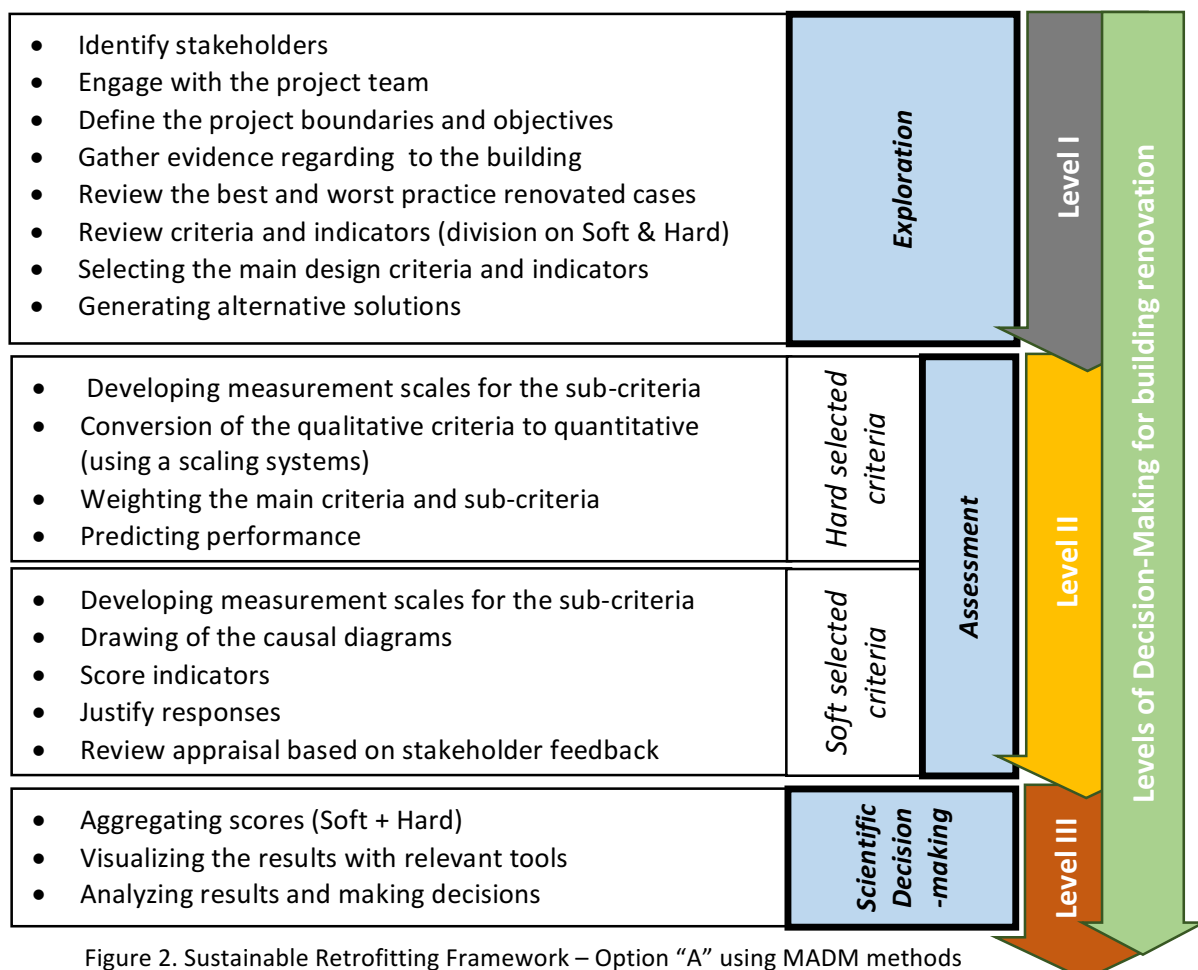 • Identify stakeholders
• Engage with the project team
• Define the project boundaries and objectives
• Gather evidence regarding to the building
• Review the best and worst practice renovated cases
• Review criteria and indicators (division on Soft & Hard)
• Selecting the main design criteria and indicators
• Generating alternative solutions
Exploration
Level I
• Developing measurement scales for the sub-criteria
• Conversion of the qualitative criteria to quantitative
(using a scaling systems)
• Weighting the main criteria and sub-criteria
• Predicting performance
Hard selected
criteria
• Developing measurement scales for the sub-criteria
• Drawing of the causal diagrams
• Score indicators
• Justify responses
• Review appraisal based on stakeholder feedback
Soft selected
criteria
Assessment
Level II
• Aggregating scores (Soft + Hard)
• Visualizing the results with relevant tools
• Analyzing results and making decisions
Scientific
Decision
-making
Level III
Levels of Decision-Making for building renovation
Figure 2. Sustainable Retrofitting Framework – Option “A” using MADM methods